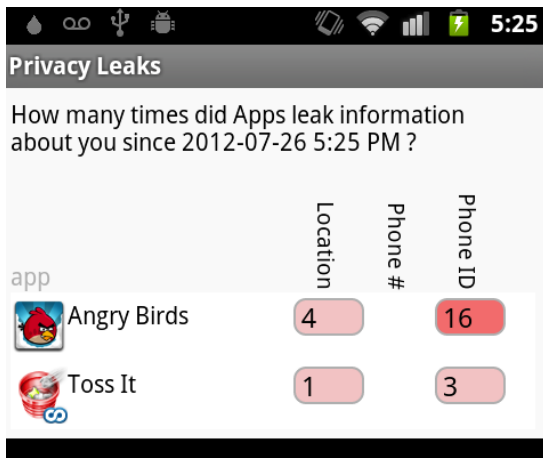 5:25
Privacy Leaks
How many times did Apps leak information
about you since 2012-07-26 5:25 PM ?
app
Location
Phone #
Phone ID
Angry Birds
4
16
Toss It
1
3